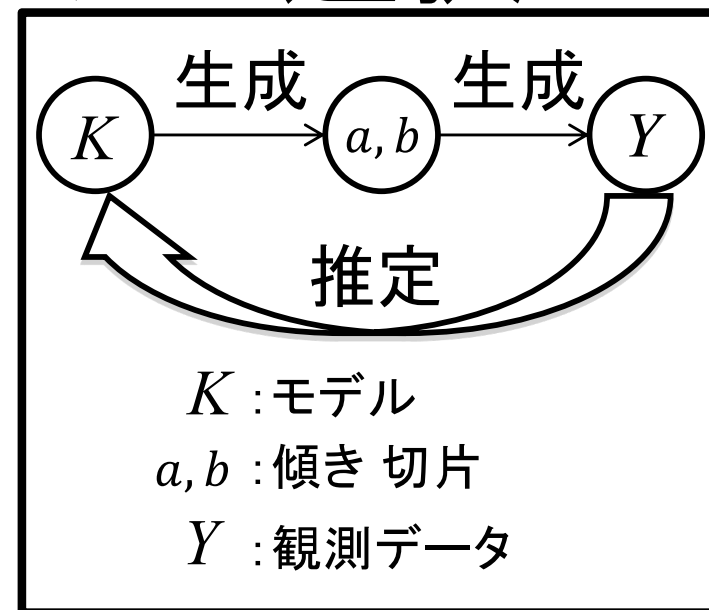 生成 生成
K a, b Y
推定
K :モデル
a, b :傾き 切片
Y :観測データ